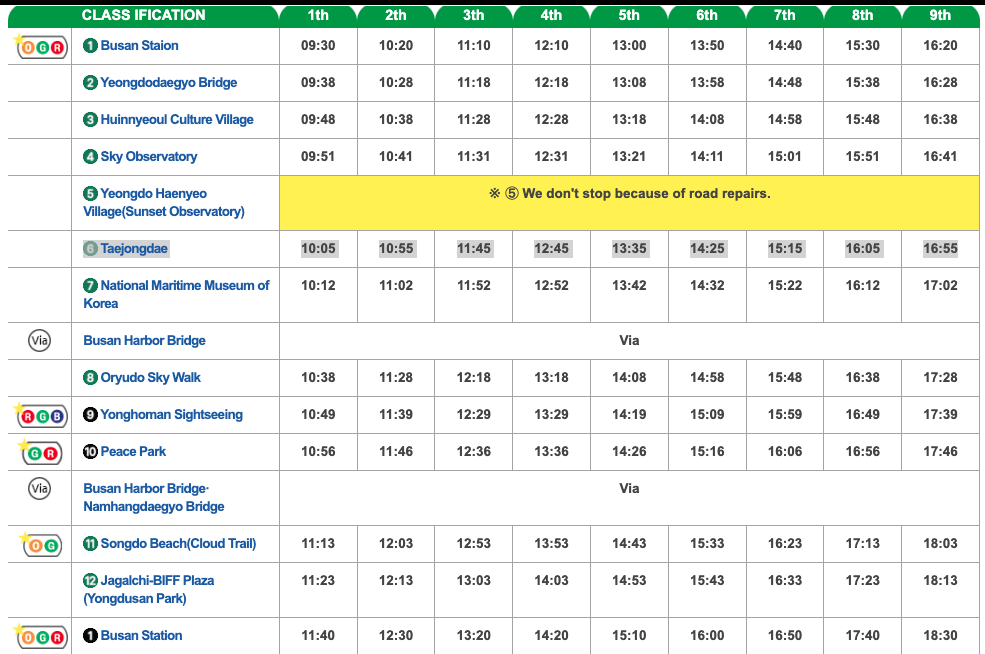 CLASS IFICATION 1th 2th 3th 4th 5th 6th 7th 8th 9th
O G R ❶ Busan Staion 09:30 10:20 11:10 12:10 13:00 13:50 14:40 15:30 16:20
❷ Yeongdodaegyo Bridge 09:38 10:28 11:18 12:18 13:08 13:58 14:48 15:38 16:28
❸ Huinnyeoul Culture Village 09:48 10:38 11:28 12:28 13:18 14:08 14:58 15:48 16:38
❹ Sky Observatory 09:51 10:41 11:31 12:31 13:21 14:11 15:01 15:51 16:41
❺ Yeongdo Haenyeo
Village(Sunset Observatory)
※ ⑤ We don't stop because of road repairs.
❻ Taejongdae 10:05 10:55 11:45 12:45 13:35 14:25 15:15 16:05 16:55
❼ National Maritime Museum of
Korea
10:12 11:02 11:52 12:52 13:42 14:32 15:22 16:12 17:02
Via Busan Harbor Bridge Via
❽ Oryudo Sky Walk 10:38 11:28 12:18 13:18 14:08 14:58 15:48 16:38 17:28
R G B ❾ Yonghoman Sightseeing 10:49 11:39 12:29 13:29 14:19 15:09 15:59 16:49 17:39
G R ❿ Peace Park 10:56 11:46 12:36 13:36 14:26 15:16 16:06 16:56 17:46
Via Busan Harbor Bridge·
Namhangdaegyo Bridge
Via
O G ⓫ Songdo Beach(Cloud Trail) 11:13 12:03 12:53 13:53 14:43 15:33 16:23 17:13 18:03
⓬ Jagalchi-BIFF Plaza
(Yongdusan Park)
11:23 12:13 13:03 14:03 14:53 15:43 16:33 17:23 18:13
O G R ❶ Busan Station 11:40 12:30 13:20 14:20 15:10 16:00 16:50 17:40 18:30